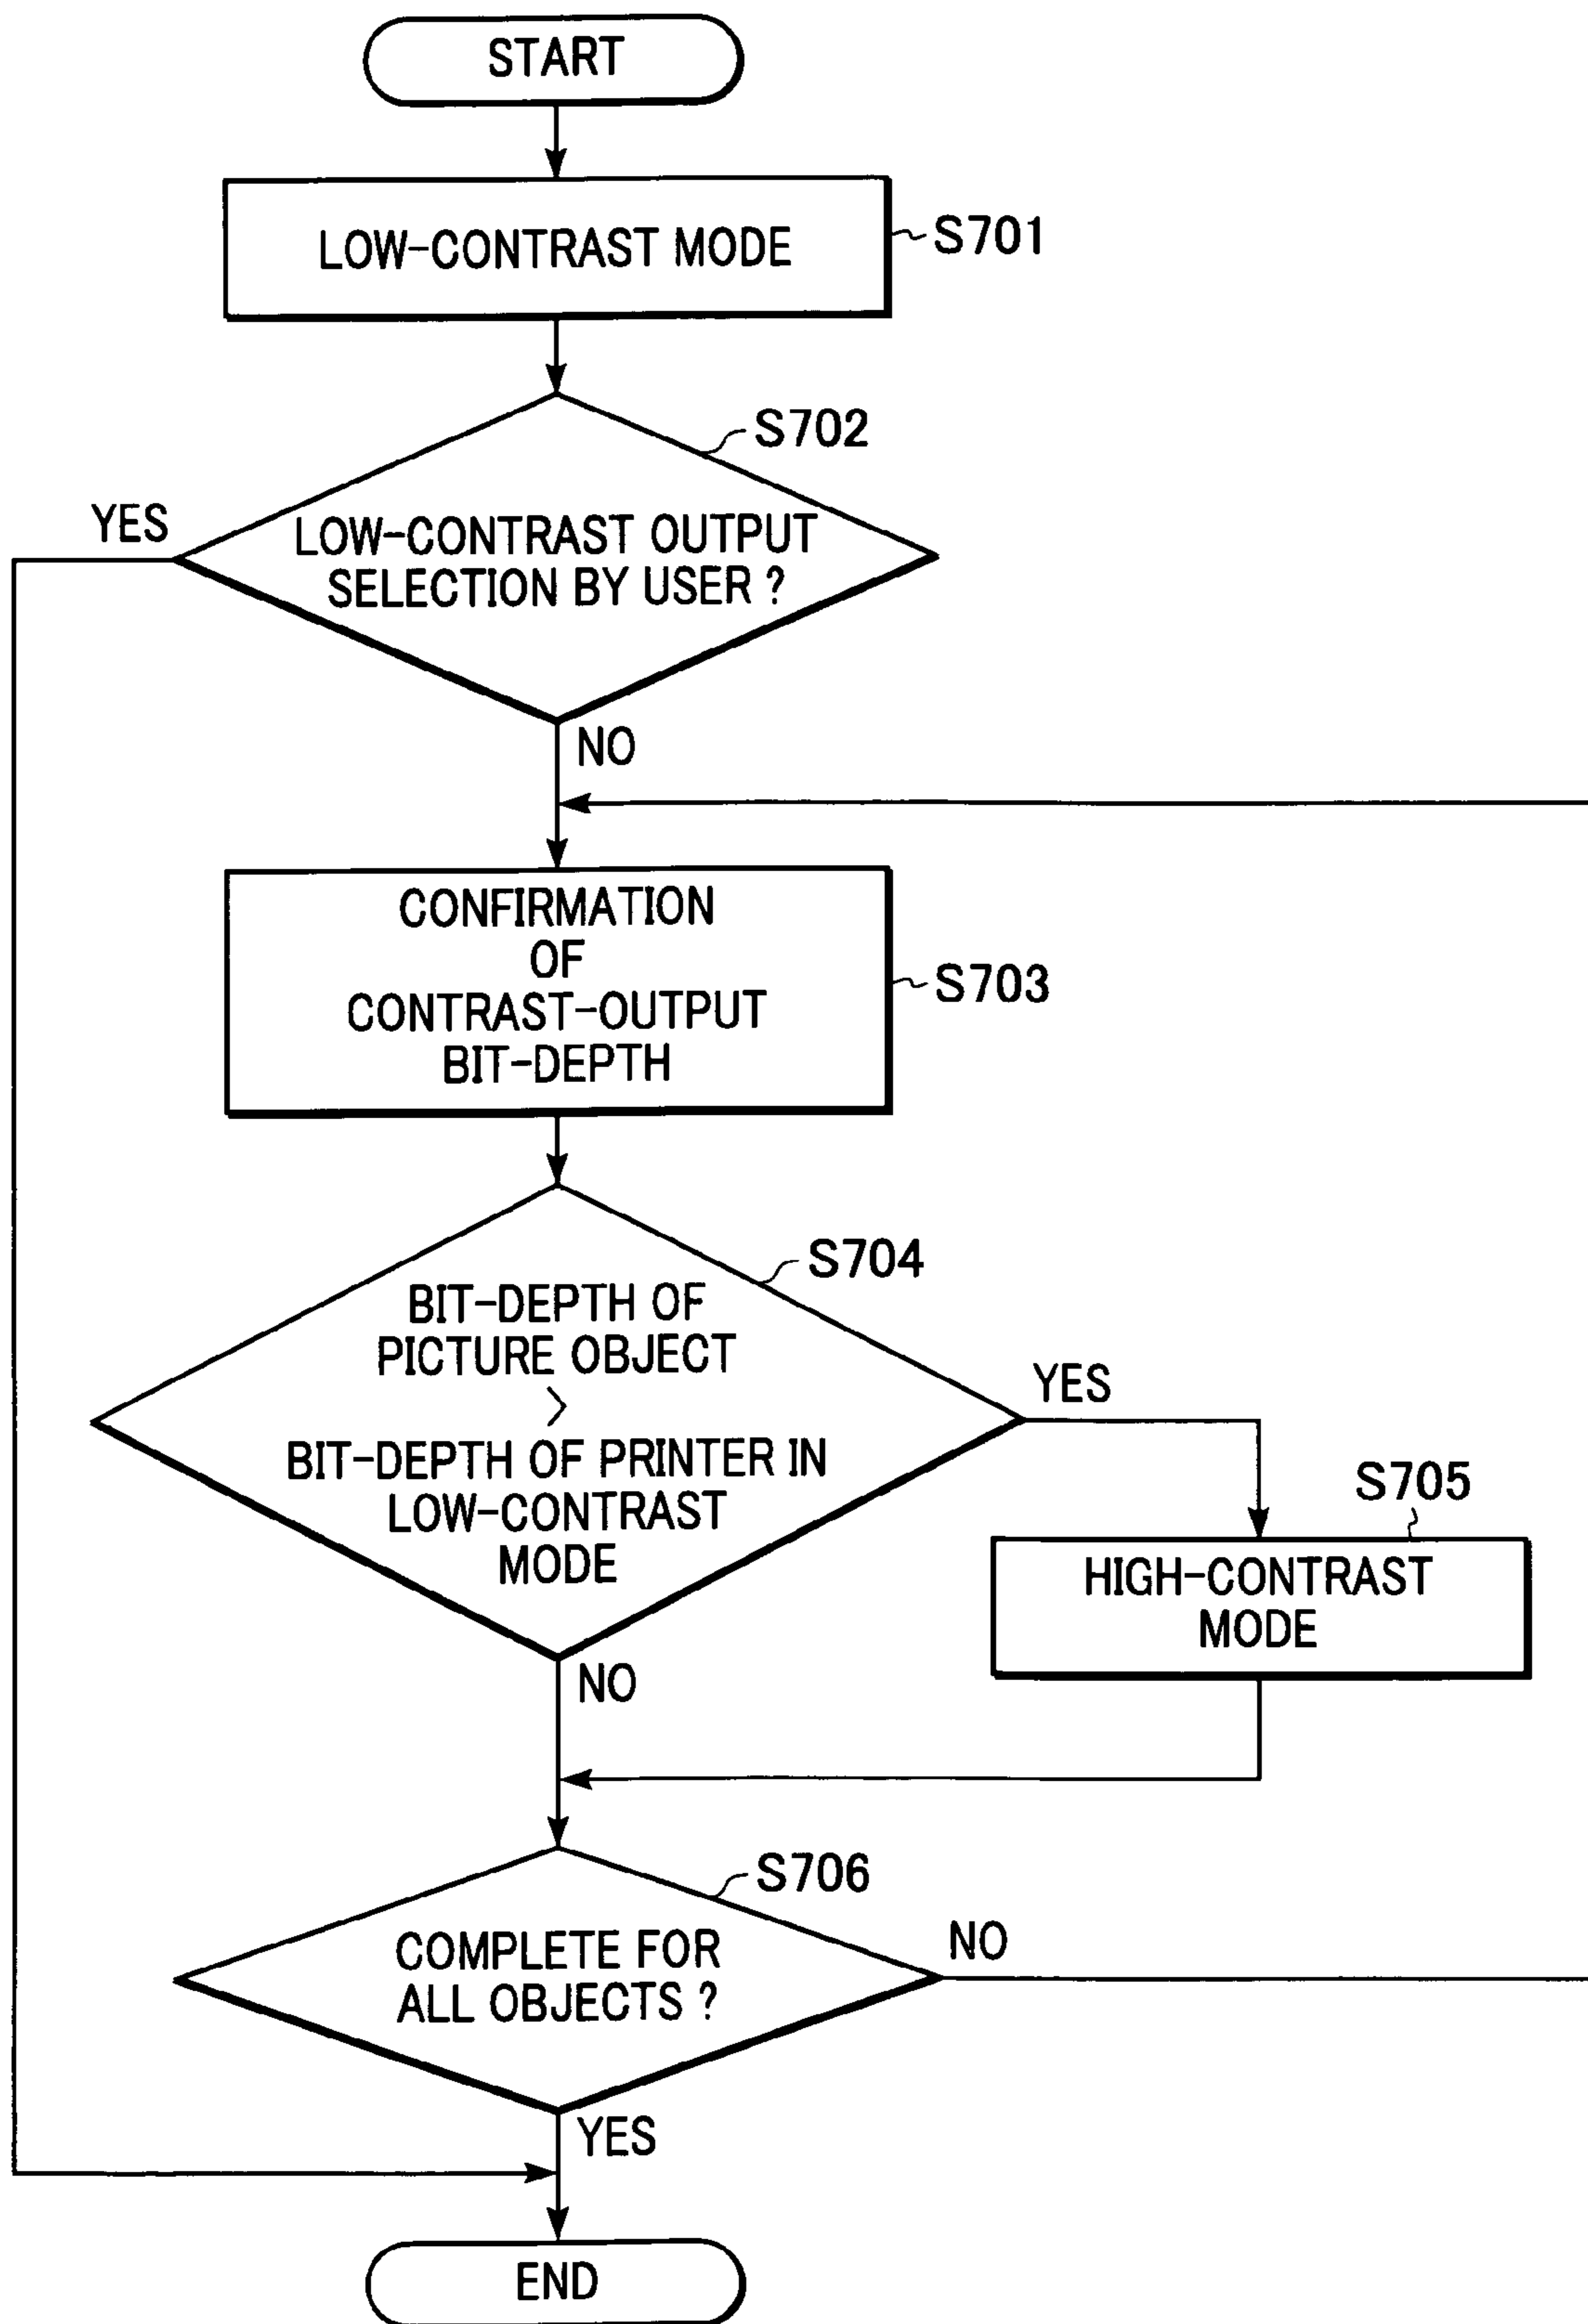 START
LOW-CONTRAST MODE
S701
S702
YES
LOW-CONTRAST OUTPUT
SELECTION BY USER ?
NO
CONFIRMATION
OF
CONTRAST-OUTPUT
BIT-DEPTH
S703
S704
BIT-DEPTH OF
PICTURE OBJECT
>
BIT-DEPTH OF PRINTER IN
LOW-CONTRAST
MODE
YES
S705
HIGH-CONTRAST
MODE
NO
S706
COMPLETE FOR
ALL OBJECTS ?
NO
YES
END